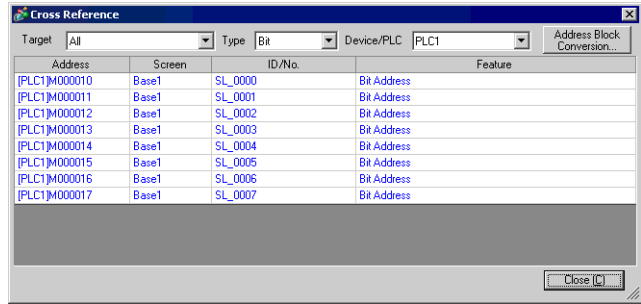 Cross Reference
Target All Type Bit Device/PLC PLC1 Address Block
Conversion...
Address Screen ID/No. Feature
[PLC1]M000010 Base1 SL_0000 Bit Address
[PLC1]M000011 Base1 SL_0001 Bit Address
[PLC1]M000012 Base1 SL_0002 Bit Address
[PLC1]M000013 Base1 SL_0003 Bit Address
[PLC1]M000014 Base1 SL_0004 Bit Address
[PLC1]M000015 Base1 SL_0005 Bit Address
[PLC1]M000016 Base1 SL_0006 Bit Address
[PLC1]M000017 Base1 SL_0007 Bit Address
Close (C)